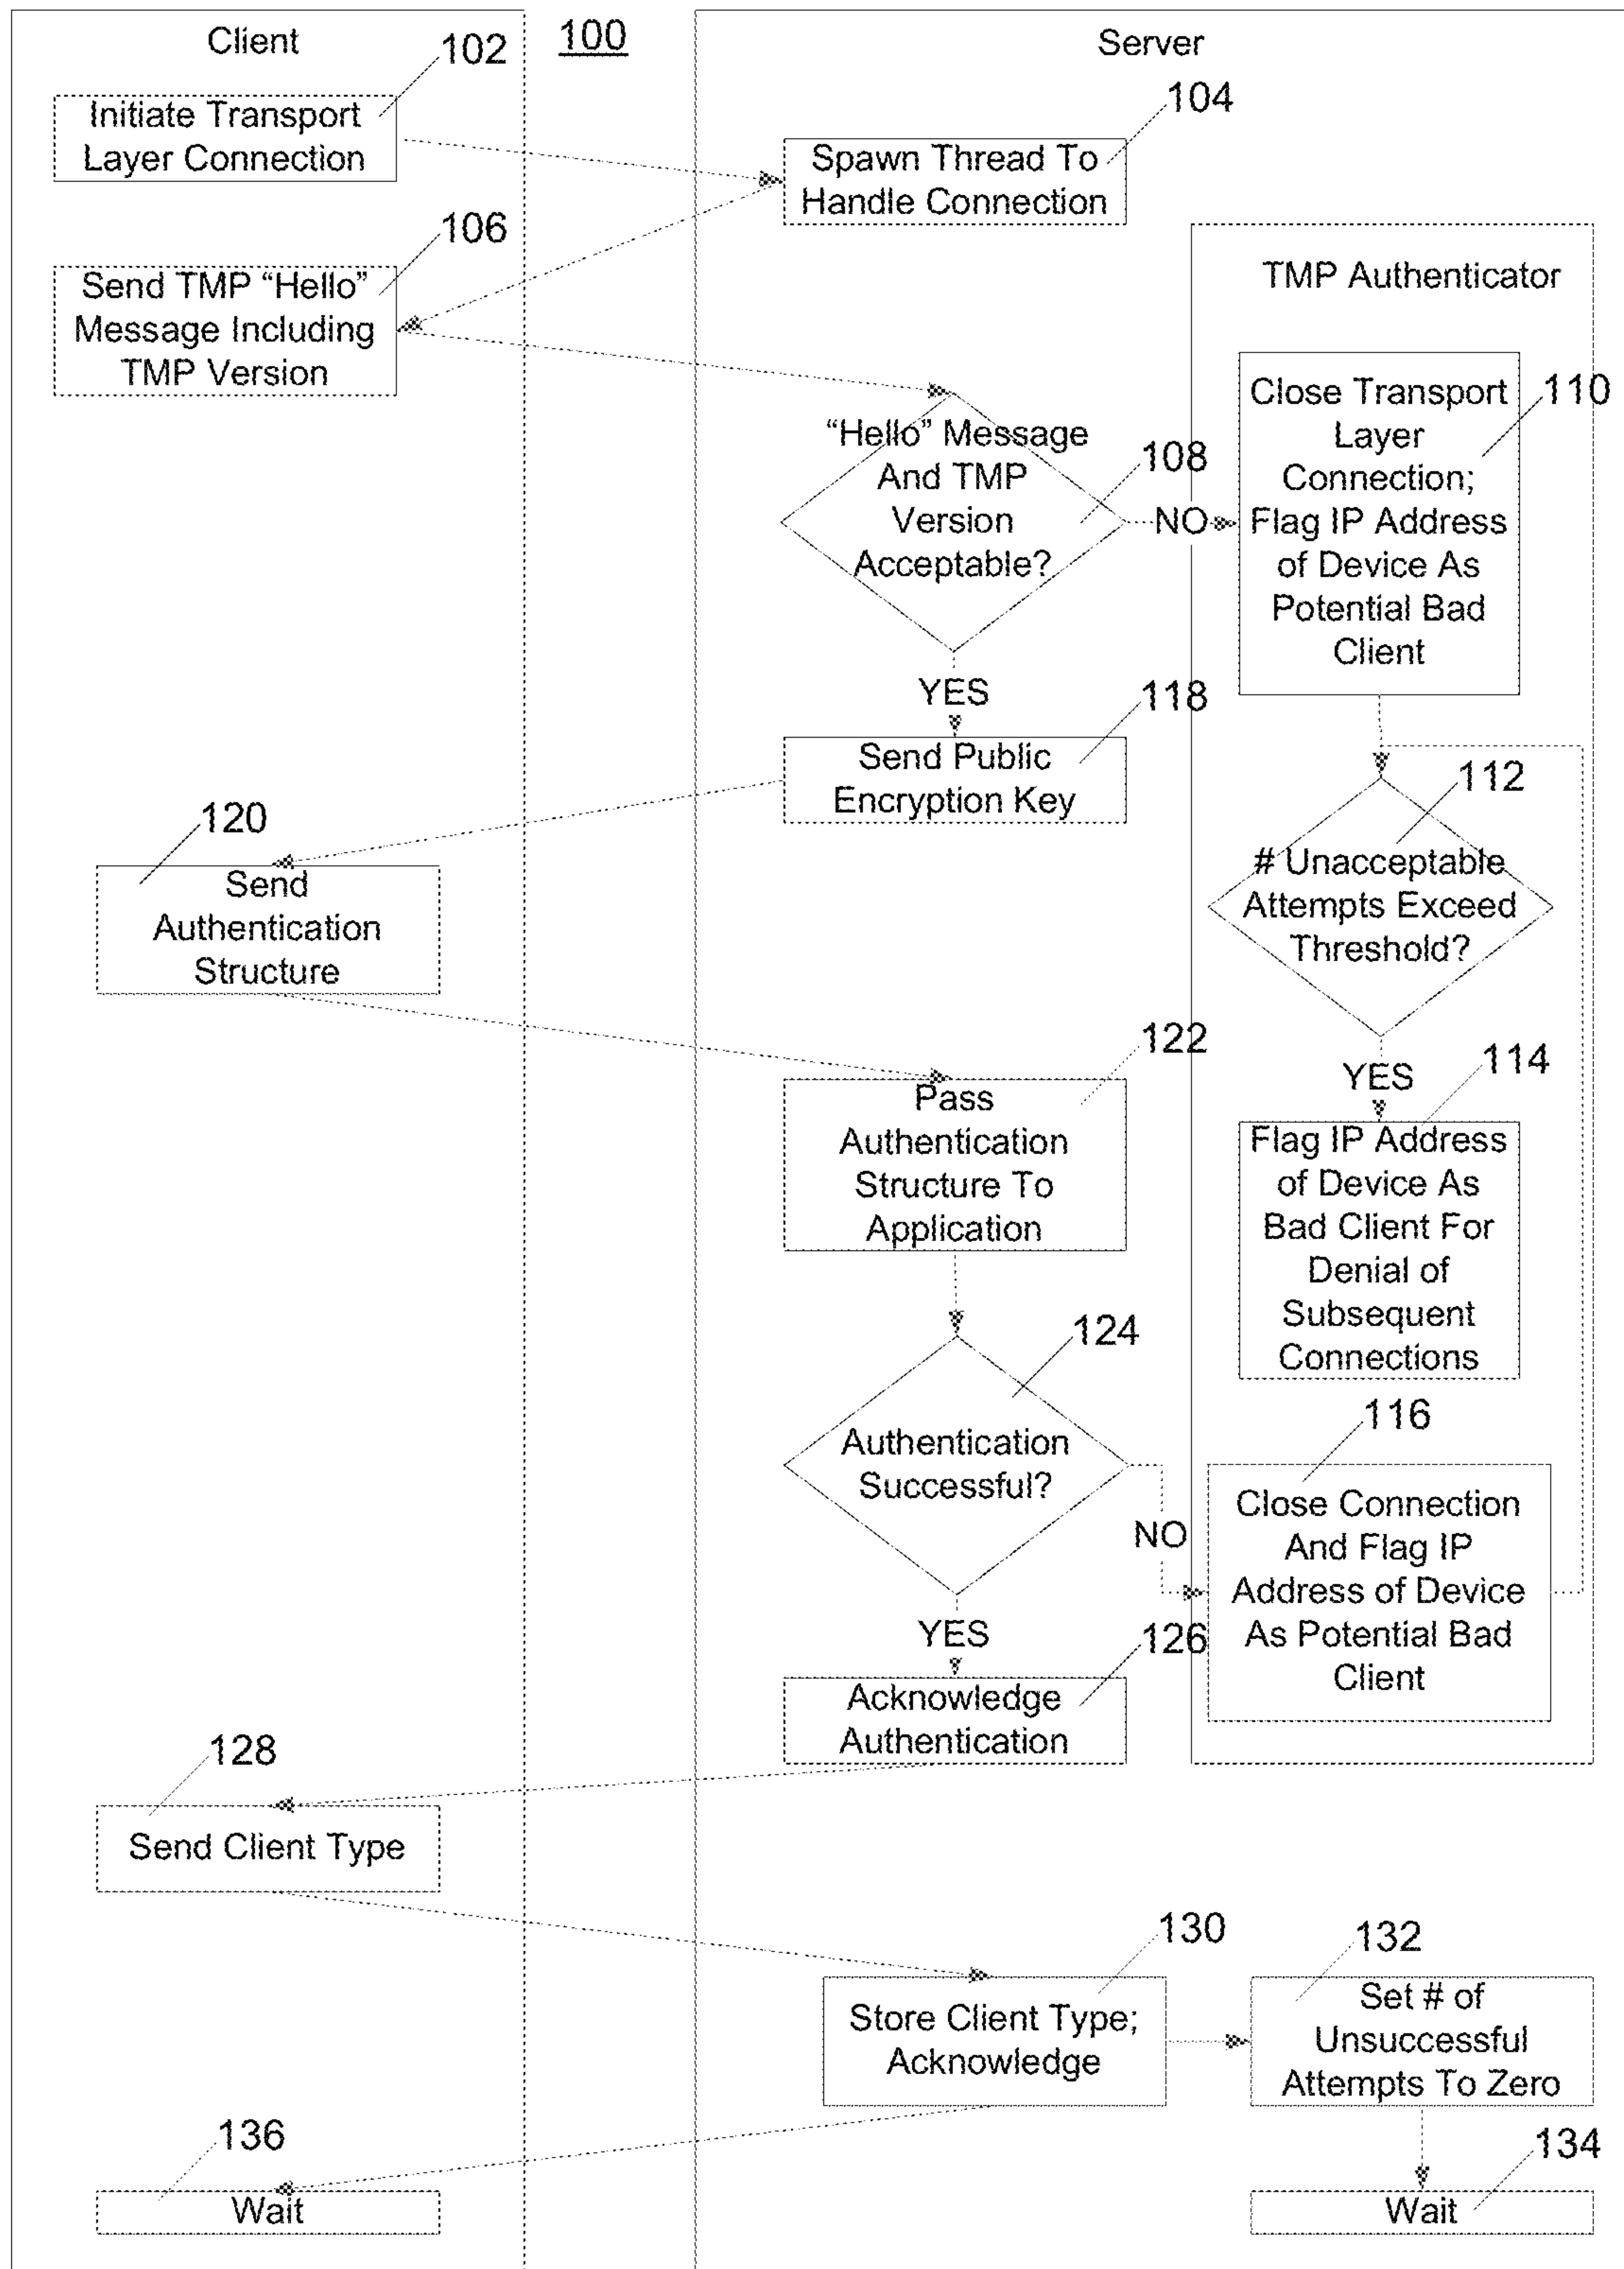 Client
100
Server
102
Initiate Transport
Layer Connection
104
Spawn Thread To
Handle Connection
106
Send TMP “Hello”
Message Including
TMP Version
TMP Authenticator
“Hello” Message
And TMP
Version
Acceptable?
108
NO
Close Transport
Layer
Connection;
Flag IP Address
of Device As
Potential Bad
Client
110
YES
118
Send Public
Encryption Key
112
# Unacceptable
Attempts Exceed
Threshold?
120
Send
Authentication
Structure
122
Pass
Authentication
Structure To
Application
YES
114
Flag IP Address
of Device As
Bad Client For
Denial of
Subsequent
Connections
124
Authentication
Successful?
NO
116
Close Connection
And Flag IP
Address of Device
As Potential Bad
Client
YES
126
Acknowledge
Authentication
128
Send Client Type
130
Store Client Type;
Acknowledge
132
Set # of
Unsuccessful
Attempts To Zero
136
Wait
134
Wait